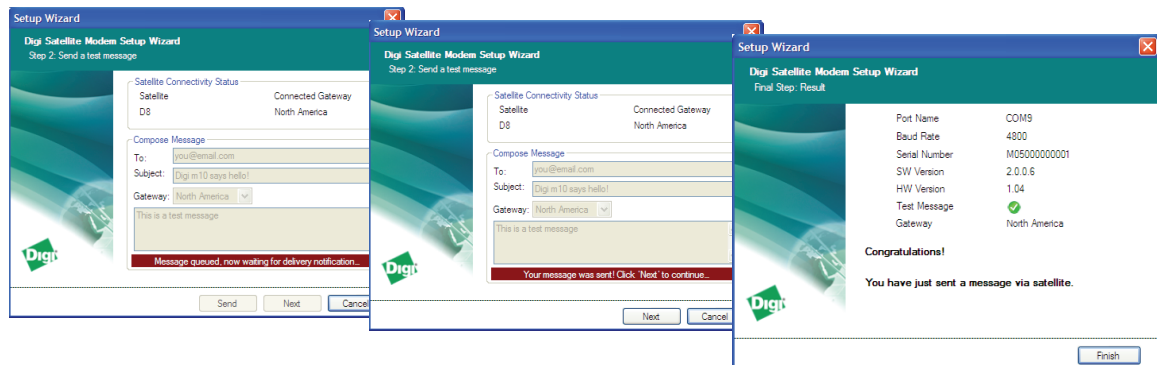 Setup Wizard
Digi Satellite Modem Setup Wizard
Step 2: Send a test message
Satellite Connectivity Status
Satellite Connected Gateway
D8 North America
Compose Message
To: you@email.com
Subject: Digi m10 says hello!
Gateway: North America
This is a test message
Message queued, now waiting for delivery notification...
Digi
Send Next Cancel
Setup Wizard
Digi Satellite Modem Setup Wizard
Step 2: Send a test message
Satellite Connectivity Status
Satellite Connected Gateway
D8 North America
Compose Message
To: you@email.com
Subject: Digi m10 says hello!
Gateway: North America
This is a test message
Your message was sent! Click 'Next' to continue...
Digi
Next Cancel
Setup Wizard
Digi Satellite Modem Setup Wizard
Final Step: Result
Port Name COM9
Baud Rate 4800
Serial Number M05000000001
SW Version 2.0.0.6
HW Version 1.04
Test Message
Gateway North America
Congratulations!
You have just sent a message via satellite.
Digi
Finish